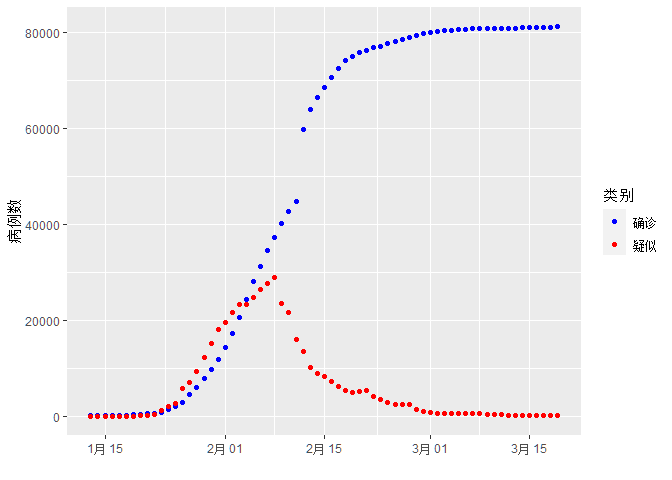 80000
60000
40000
20000
0
病例数
1月 15
2月 01
2月 15
3月 01
3月 15
类别
确诊
疑似